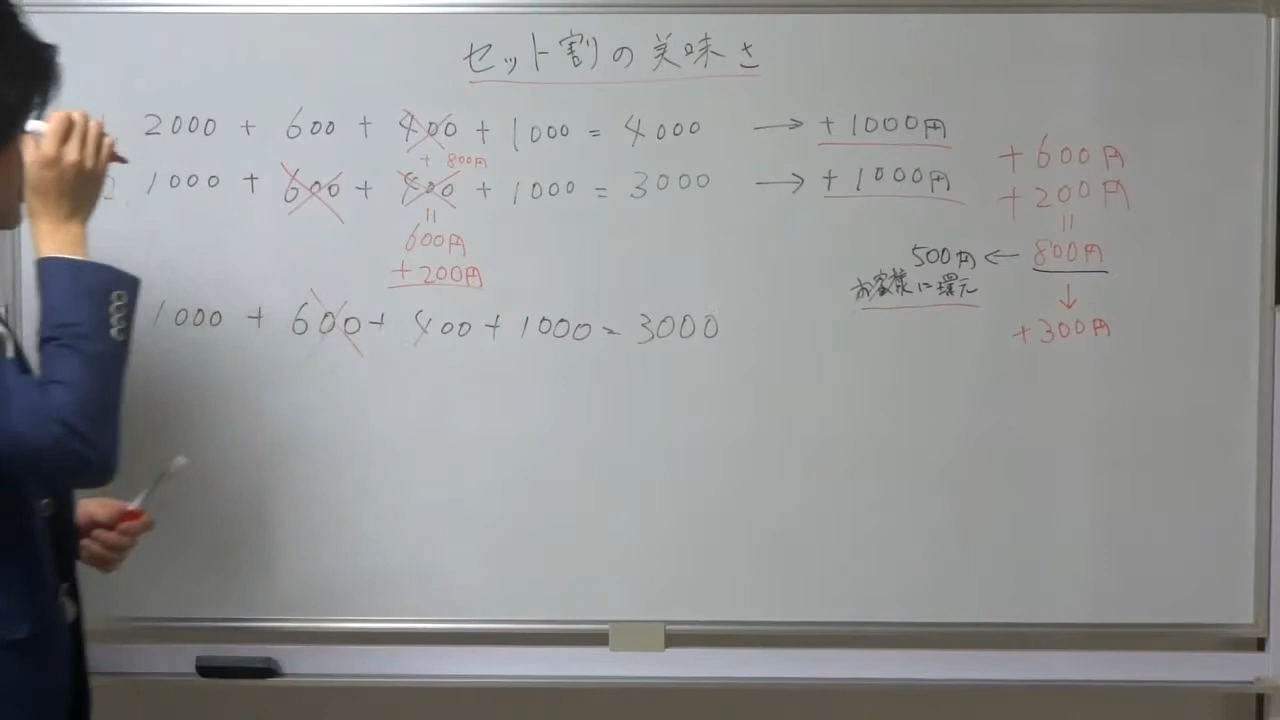 セット割の美味さ
2000 + 600 + 400 + 1000 = 4000 → +1000円
+ 800円
1000 + 600 + 400 + 1000 = 3000 → +1000円
=
600円
+200円
+600円
+200円
=
500円 ← 800円
お客様に還元
↓
+300円
1000 + 600 + 400 + 1000 = 3000